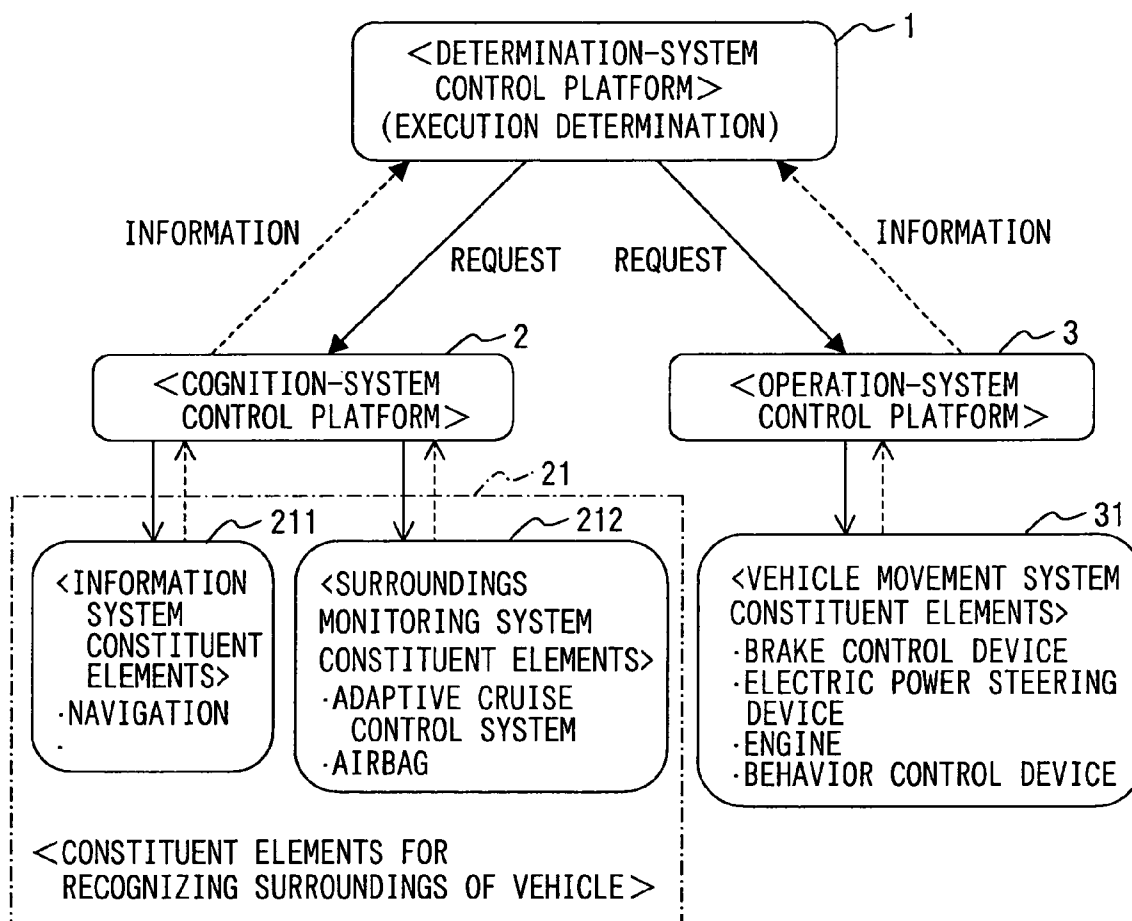 1
<DETERMINATION-SYSTEM
CONTROL PLATFORM>
(EXECUTION DETERMINATION)
INFORMATION
REQUEST
REQUEST
INFORMATION
2
<COGNITION-SYSTEM
CONTROL PLATFORM>
3
<OPERATION-SYSTEM
CONTROL PLATFORM>
21
211
<INFORMATION
SYSTEM
CONSTITUENT
ELEMENTS>
·NAVIGATION
·
212
<SURROUNDINGS
MONITORING SYSTEM
CONSTITUENT ELEMENTS>
·ADAPTIVE CRUISE
CONTROL SYSTEM
·AIRBAG
31
<VEHICLE MOVEMENT SYSTEM
CONSTITUENT ELEMENTS>
·BRAKE CONTROL DEVICE
·ELECTRIC POWER STEERING
DEVICE
·ENGINE
·BEHAVIOR CONTROL DEVICE
<CONSTITUENT ELEMENTS FOR
RECOGNIZING SURROUNDINGS OF VEHICLE>